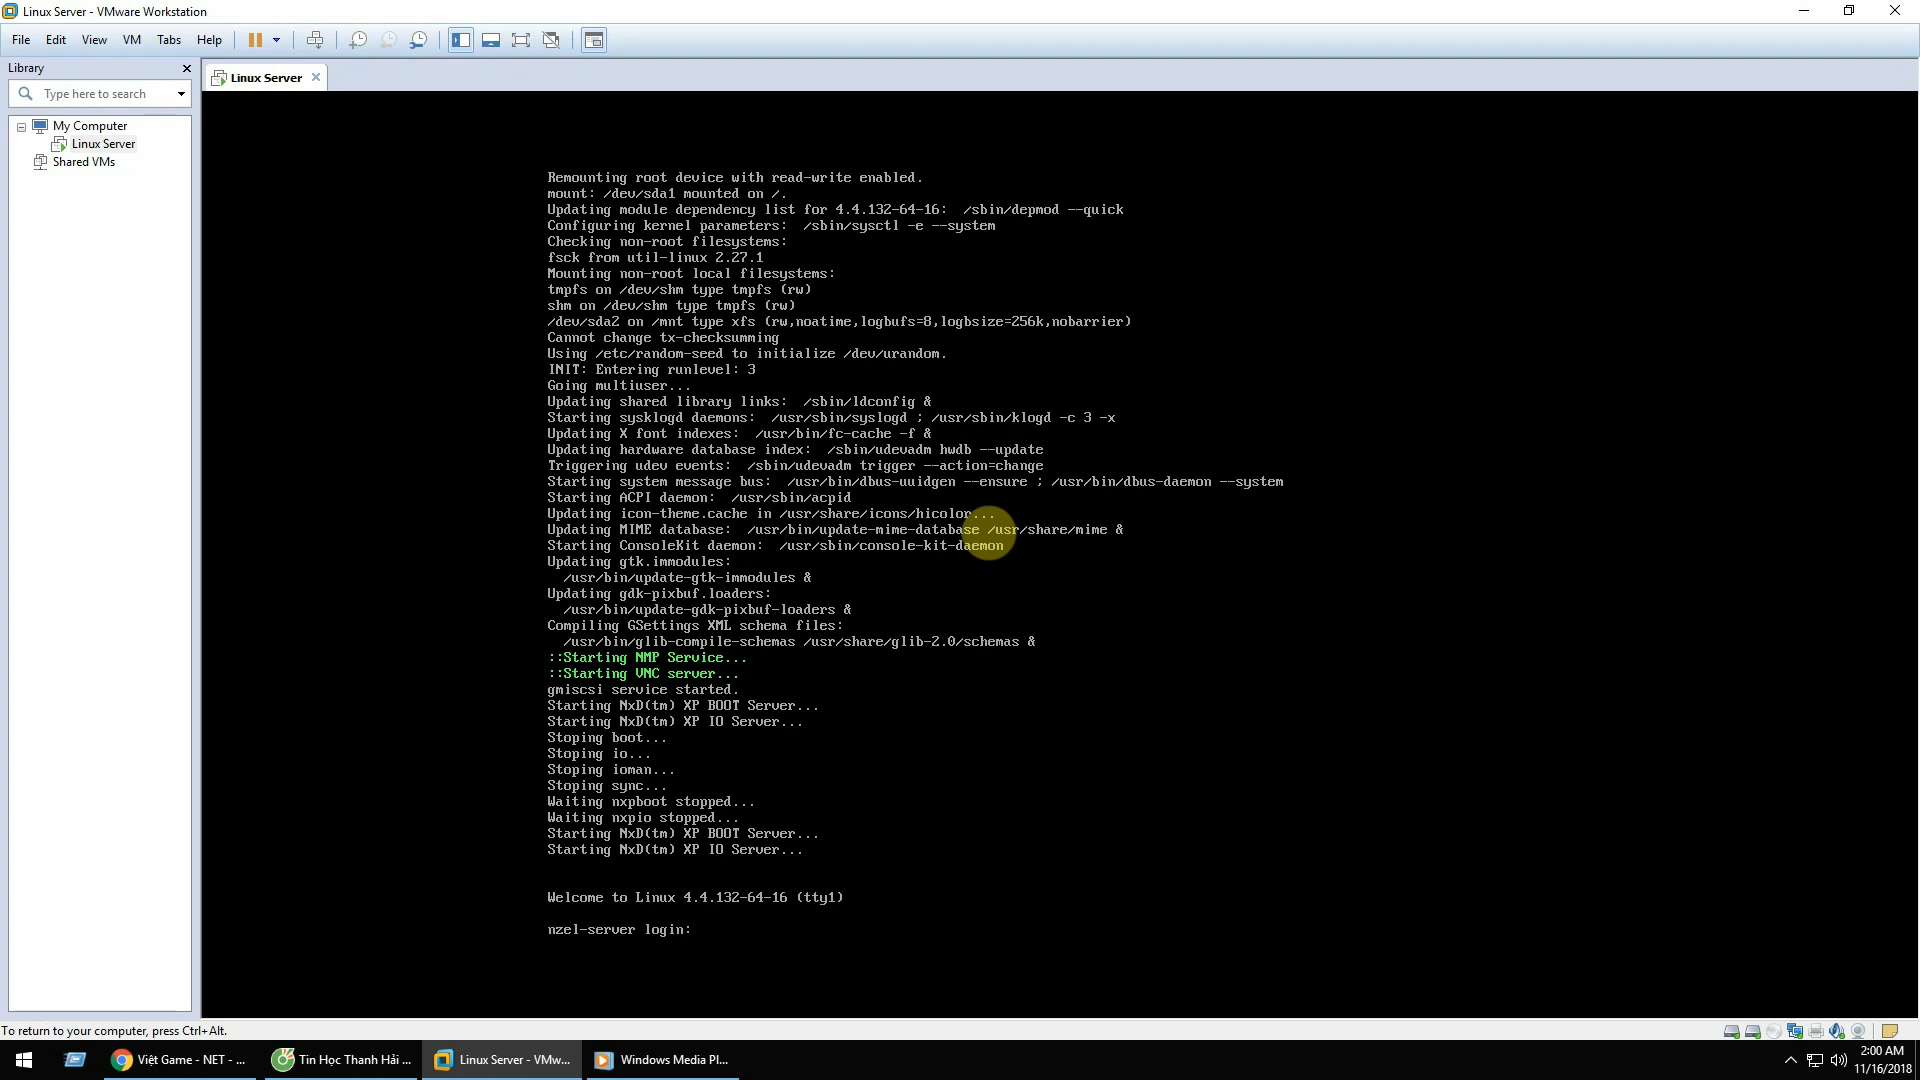 Linux Server - VMware Workstation
File Edit View VM Tabs Help
Library
Type here to search
My Computer
Linux Server
Shared VMs
Linux Server
Remounting root device with read-write enabled.
mount: /dev/sda1 mounted on /.
Updating module dependency list for 4.4.132-64-16:  /sbin/depmod --quick
Configuring kernel parameters:  /sbin/sysctl -e --system
Checking non-root filesystems:
fsck from util-linux 2.27.1
Mounting non-root local filesystems:
tmpfs on /dev/shm type tmpfs (rw)
shm on /dev/shm type tmpfs (rw)
/dev/sda2 on /mnt type xfs (rw,noatime,logbufs=8,logbsize=256k,nobarrier)
Cannot change tx-checksumming
Using /etc/random-seed to initialize /dev/urandom.
INIT: Entering runlevel: 3
Going multiuser...
Updating shared library links:  /sbin/ldconfig &
Starting sysklogd daemons:  /usr/sbin/syslogd ; /usr/sbin/klogd -c 3 -x
Updating X font indexes:  /usr/bin/fc-cache -f &
Updating hardware database index:  /sbin/udevadm hwdb --update
Triggering udev events:  /sbin/udevadm trigger --action=change
Starting system message bus:  /usr/bin/dbus-uuidgen --ensure ; /usr/bin/dbus-daemon --system
Starting ACPI daemon:  /usr/sbin/acpid
Updating icon-theme.cache in /usr/share/icons/hicolor...
Updating MIME database:  /usr/bin/update-mime-database /usr/share/mime &
Starting ConsoleKit daemon:  /usr/sbin/console-kit-daemon
Updating gtk.immodules:
  /usr/bin/update-gtk-immodules &
Updating gdk-pixbuf.loaders:
  /usr/bin/update-gdk-pixbuf-loaders &
Compiling GSettings XML schema files:
  /usr/bin/glib-compile-schemas /usr/share/glib-2.0/schemas &
::Starting NMP Service...
::Starting VNC server...
gmiscsi service started.
Starting NxD(tm) XP BOOT Server...
Starting NxD(tm) XP IO Server...
Stoping boot...
Stoping io...
Stoping ioman...
Stoping sync...
Waiting nxpboot stopped...
Waiting nxpio stopped...
Starting NxD(tm) XP BOOT Server...
Starting NxD(tm) XP IO Server...
Welcome to Linux 4.4.132-64-16 (tty1)
nzel-server login:
To return to your computer, press Ctrl+Alt.
Việt Game - NET - ...
Tin Học Thanh Hải ...
Linux Server - VMw...
Windows Media Pl...
2:00 AM
11/16/2018